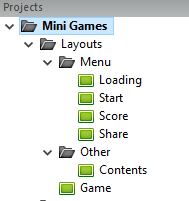 Projects
Mini Games
Layouts
Menu
Loading
Start
Score
Share
Other
Contents
Game